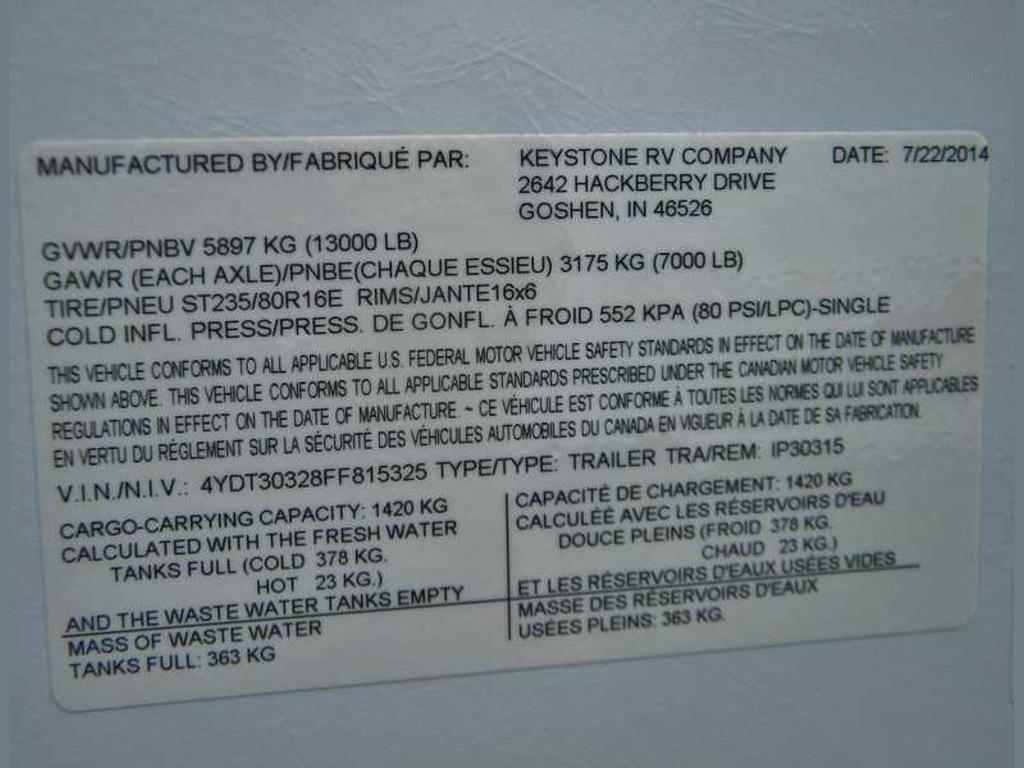 MANUFACTURED BY/FABRIQUÉ PAR: KEYSTONE RV COMPANY DATE: 7/22/2014
2642 HACKBERRY DRIVE
GOSHEN, IN 46526
GVWR/PNBV 5897 KG (13000 LB)
GAWR (EACH AXLE)/PNBE(CHAQUE ESSIEU) 3175 KG (7000 LB)
TIRE/PNEU ST235/80R16E RIMS/JANTE16x6
COLD INFL. PRESS/PRESS. DE GONFL. À FROID 552 KPA (80 PSI/LPC)-SINGLE
THIS VEHICLE CONFORMS TO ALL APPLICABLE U.S. FEDERAL MOTOR VEHICLE SAFETY STANDARDS IN EFFECT ON THE DATE OF MANUFACTURE
SHOWN ABOVE. THIS VEHICLE CONFORMS TO ALL APPLICABLE STANDARDS PRESCRIBED UNDER THE CANADIAN MOTOR VEHICLE SAFETY
REGULATIONS IN EFFECT ON THE DATE OF MANUFACTURE. ~ CE VÉHICULE EST CONFORME À TOUTES LES NORMES QUI LUI SONT APPLICABLES
EN VERTU DU RÉGLEMENT SUR LA SÉCURITÉ DES VÉHICULES AUTOMOBILES DU CANADA EN VIGUEUR À LA DATE DE SA FABRICATION.
V.I.N./N.I.V.: 4YDT30328FF815325 TYPE/TYPE: TRAILER TRA/REM: IP30315
CARGO-CARRYING CAPACITY: 1420 KG
CALCULATED WITH THE FRESH WATER
TANKS FULL (COLD 378 KG.
HOT 23 KG.)
AND THE WASTE WATER TANKS EMPTY
MASS OF WASTE WATER
TANKS FULL: 363 KG
CAPACITÉ DE CHARGEMENT: 1420 KG
CALCULÉE AVEC LES RÉSERVOIRS D'EAU
DOUCE PLEINS (FROID 378 KG.
CHAUD 23 KG.)
ET LES RÉSERVOIRS D'EAUX USÉES VIDES
MASSE DES RÉSERVOIRS D'EAUX
USÉES PLEINS: 363 KG.